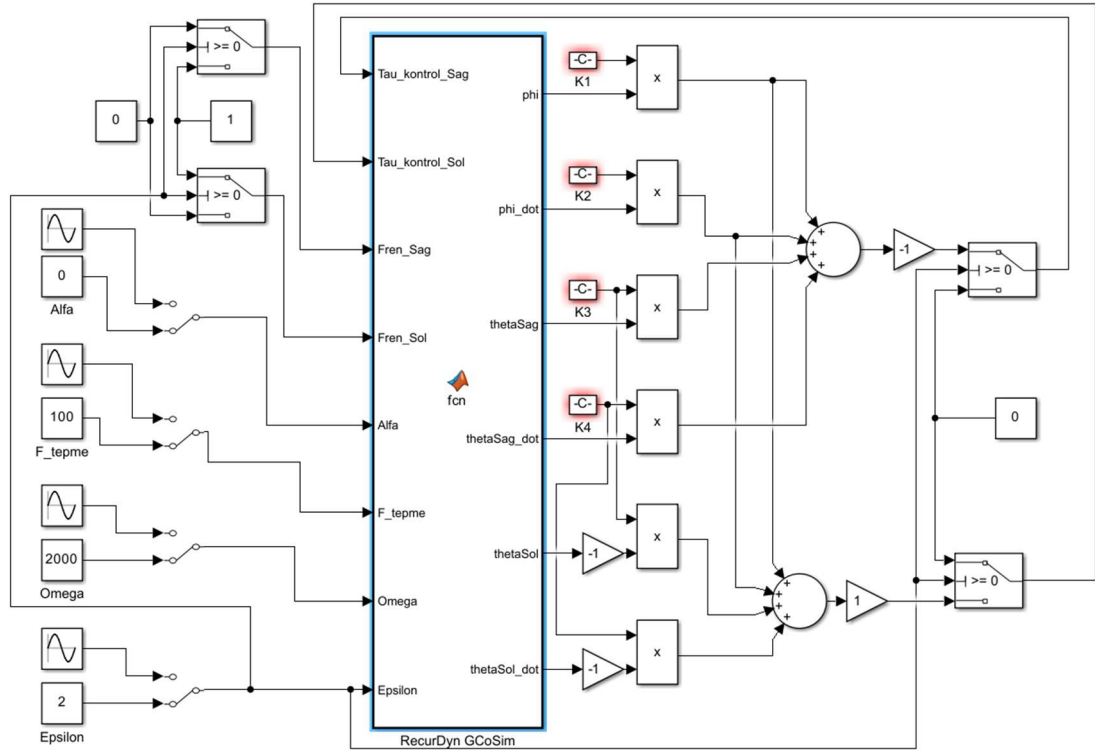 >= 0
0
1
>= 0
0
Alfa
100
F_tepme
2000
Omega
2
Epsilon
Tau_kontrol_Sag
Tau_kontrol_Sol
Fren_Sag
Fren_Sol
Alfa
F_tepme
Omega
Epsilon
fcn
phi
phi_dot
thetaSag
thetaSag_dot
thetaSol
thetaSol_dot
RecurDyn GCoSim
-C-
K1
x
-C-
K2
x
-C-
K3
x
-C-
K4
x
-1
x
-1
x
+
+
+
+
-1
>= 0
0
+
+
+
+
1
>= 0